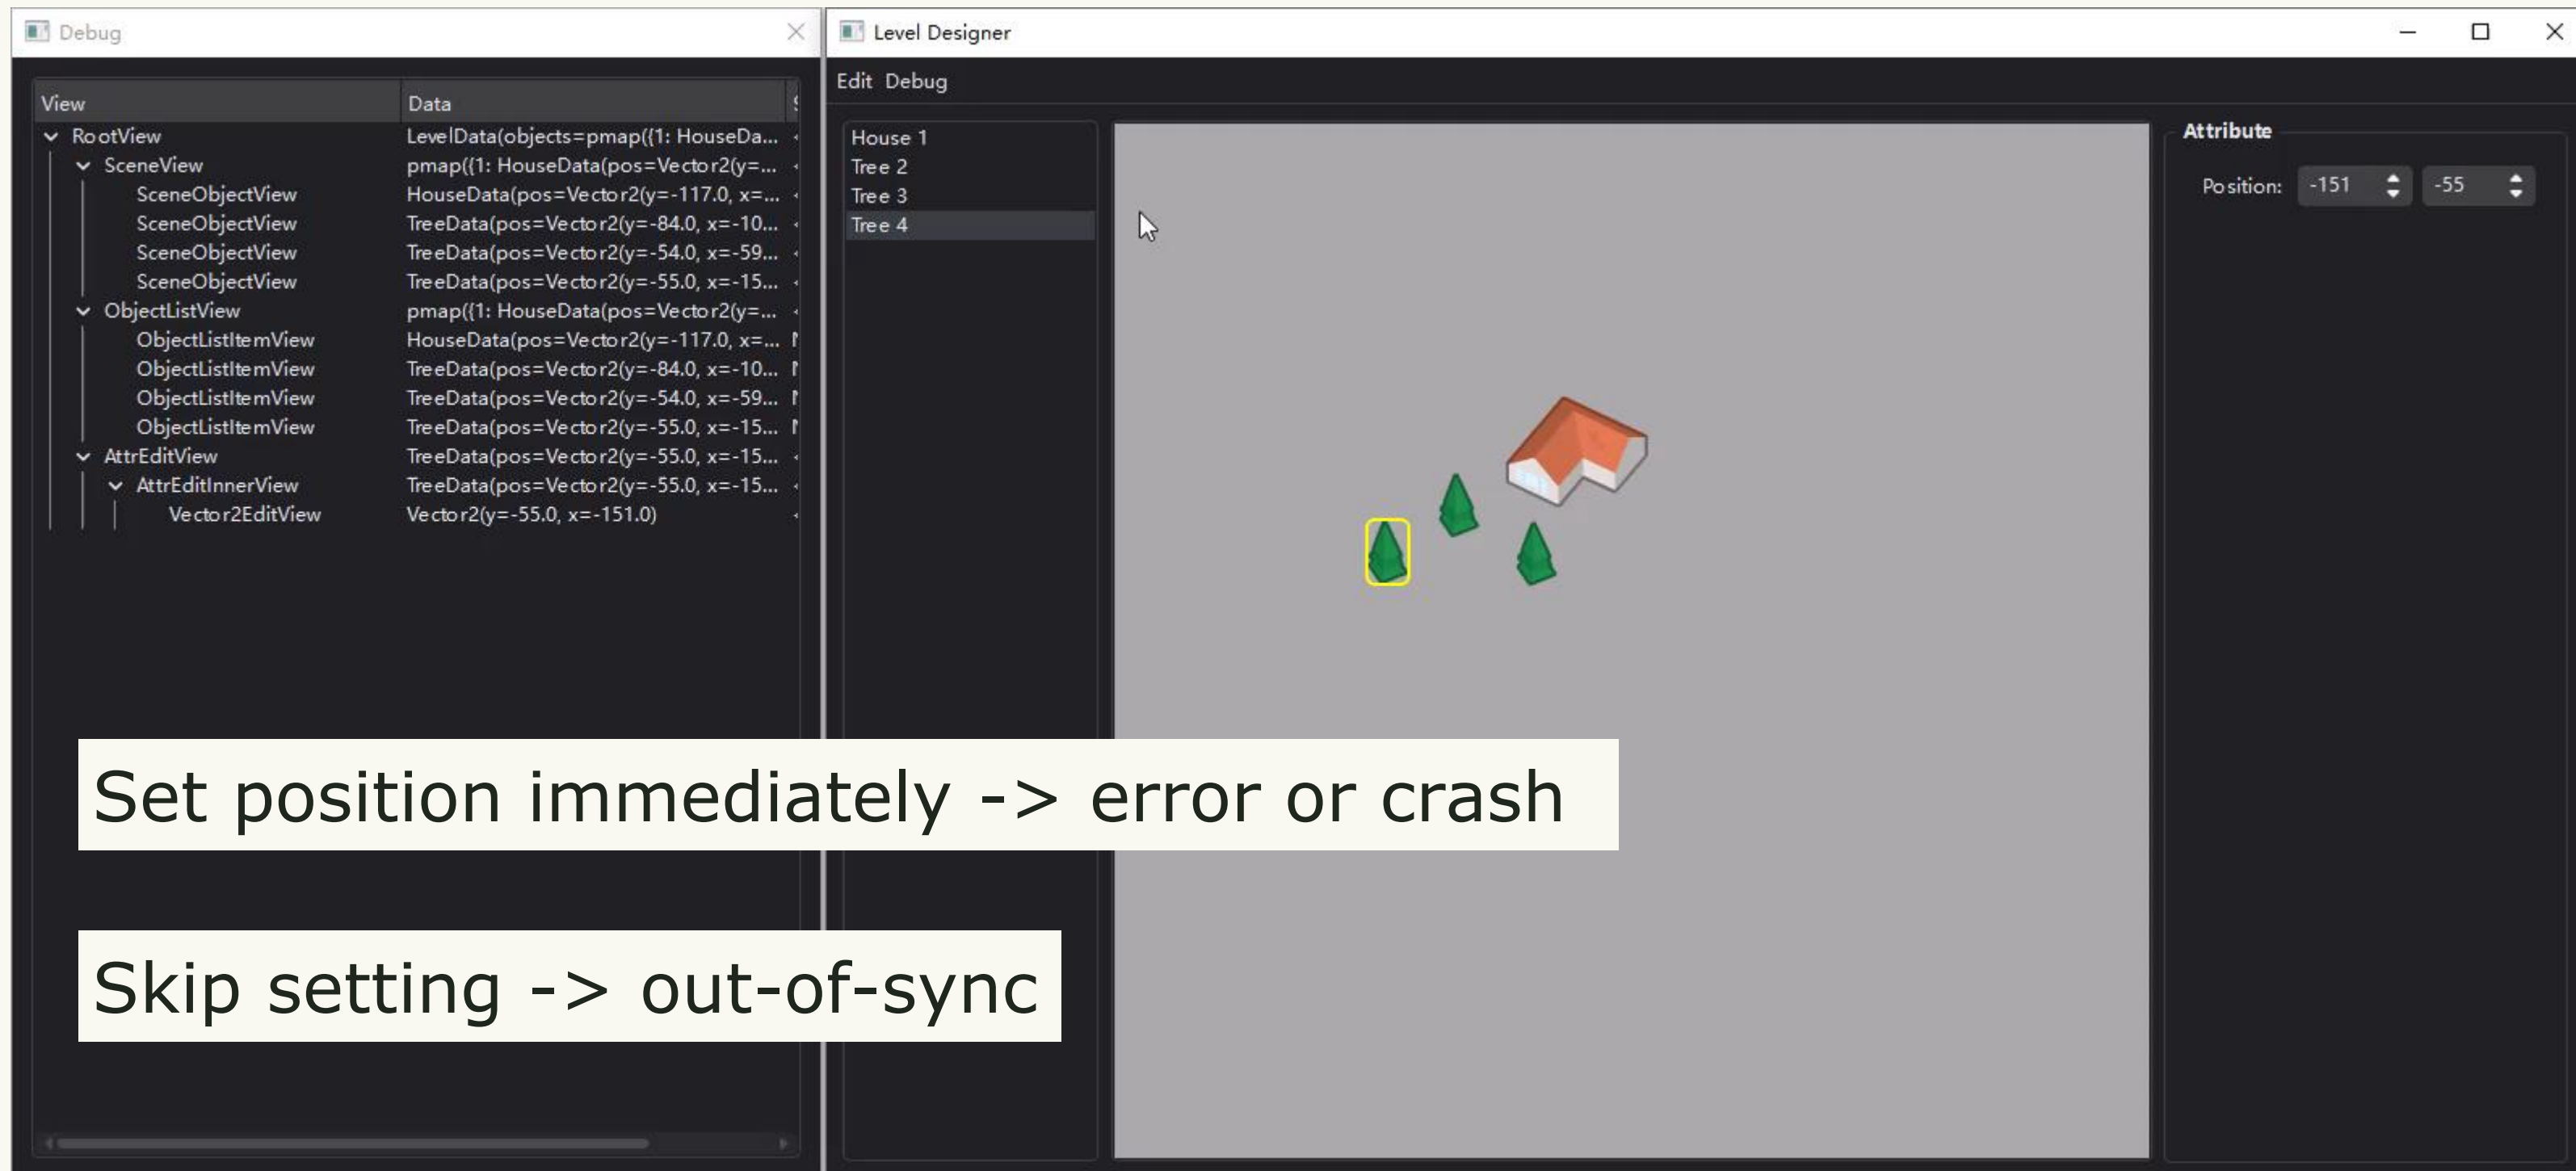 Debug
View Data
RootView LevelData(objects=pmap({1: HouseDa...
SceneView pmap({1: HouseData(pos=Vector2(y=...
SceneObjectView HouseData(pos=Vector2(y=-117.0, x=...
SceneObjectView TreeData(pos=Vector2(y=-84.0, x=-10...
SceneObjectView TreeData(pos=Vector2(y=-54.0, x=-59...
SceneObjectView TreeData(pos=Vector2(y=-55.0, x=-15...
ObjectListView pmap({1: HouseData(pos=Vector2(y=...
ObjectListItemView HouseData(pos=Vector2(y=-117.0, x=...
ObjectListItemView TreeData(pos=Vector2(y=-84.0, x=-10...
ObjectListItemView TreeData(pos=Vector2(y=-54.0, x=-59...
ObjectListItemView TreeData(pos=Vector2(y=-55.0, x=-15...
AttrEditView TreeData(pos=Vector2(y=-55.0, x=-15...
AttrEditInnerView TreeData(pos=Vector2(y=-55.0, x=-15...
Vector2EditView Vector2(y=-55.0, x=-151.0)
Level Designer
Edit Debug
House 1
Tree 2
Tree 3
Tree 4
Attribute
Position: -151 -55
Set position immediately -> error or crash
Skip setting -> out-of-sync